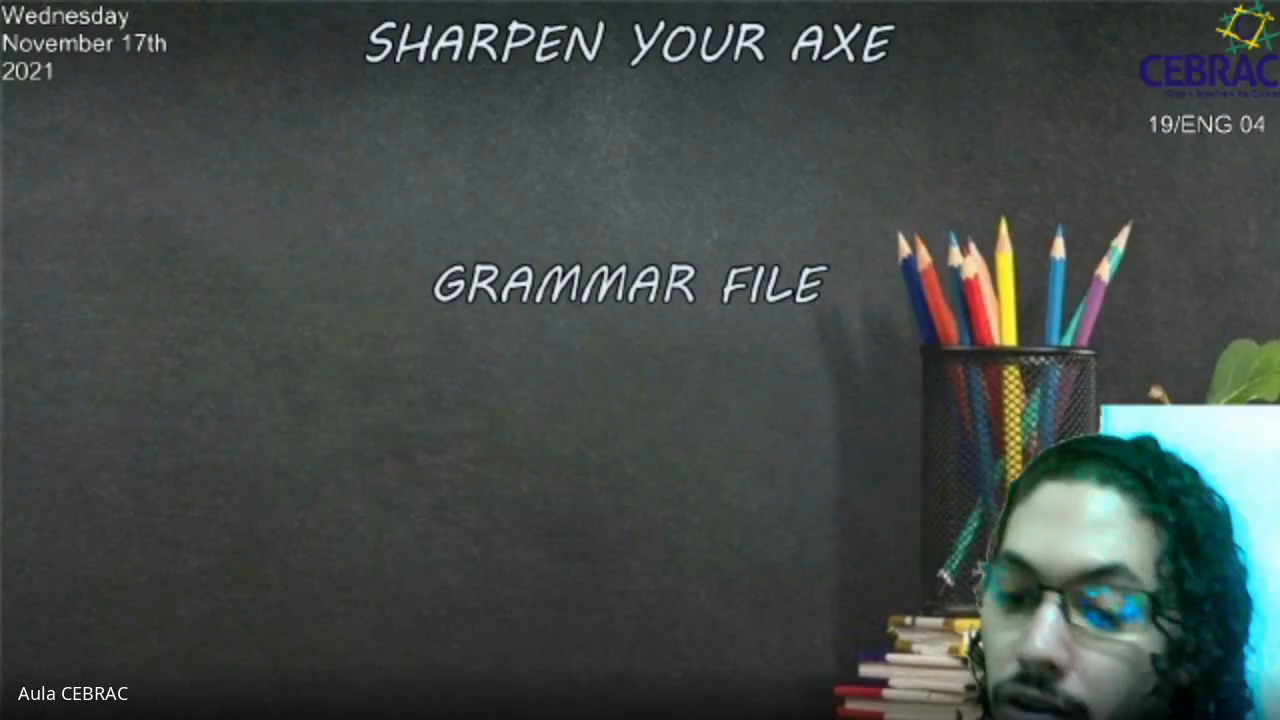 Wednesday
November 17th
2021
SHARPEN YOUR AXE
CEBRAC
19/ENG 04
GRAMMAR FILE
Aula CEBRAC